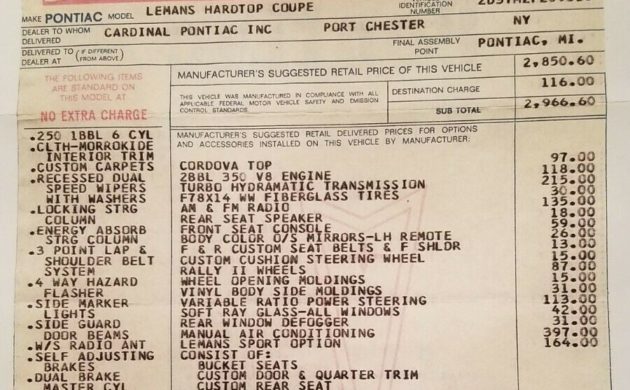 MAKE PONTIAC MODEL LEMANS HARDTOP COUPE
IDENTIFICATION NUMBER
DEALER TO WHOM DELIVERED CARDINAL PONTIAC INC PORT CHESTER NY
DELIVERED TO DEALER AT (IF DIFFERENT FROM ABOVE) FINAL ASSEMBLY POINT PONTIAC, MI.
THE FOLLOWING ITEMS ARE STANDARD ON THIS MODEL AT
NO EXTRA CHARGE
MANUFACTURER'S SUGGESTED RETAIL PRICE OF THIS VEHICLE 2,850.60
THIS VEHICLE WAS MANUFACTURED IN COMPLIANCE WITH ALL APPLICABLE FEDERAL MOTOR VEHICLE SAFETY AND EMISSION CONTROL STANDARDS.
DESTINATION CHARGE 116.00
SUB TOTAL 2,966.60
.250 1BBL 6 CYL
.CLTH-MORROKIDE
INTERIOR TRIM
.CUSTOM CARPETS
.RECESSED DUAL
SPEED WIPERS
WITH WASHERS
.LOCKING STRG
COLUMN
.ENERGY ABSORB
STRG COLUMN
.3 POINT LAP &
SHOULDER BELT
SYSTEM
.4 WAY HAZARD
FLASHER
.SIDE MARKER
LIGHTS
.SIDE GUARD
DOOR BEAMS
.W/S RADIO ANT
.SELF ADJUSTING
BRAKES
.DUAL BRAKE
MASTER CYL
MANUFACTURER'S SUGGESTED RETAIL DELIVERED PRICES FOR OPTIONS AND ACCESSORIES INSTALLED ON THIS VEHICLE BY MANUFACTURER:
CORDOVA TOP 97.00
2BBL 350 V8 ENGINE 118.00
TURBO HYDRAMATIC TRANSMISSION 215.00
F78X14 WW FIBERGLASS TIRES 30.00
AM & FM RADIO 135.00
REAR SEAT SPEAKER 18.00
FRONT SEAT CONSOLE 59.00
BODY COLOR O/S MIRRORS-LH REMOTE 26.00
F & R CUSTOM SEAT BELTS & F SHLDR 13.00
CUSTOM CUSHION STEERING WHEEL 15.00
RALLY II WHEELS 87.00
WHEEL OPENING MOLDINGS 15.00
VINYL BODY SIDE MOLDINGS 31.00
VARIABLE RATIO POWER STEERING 113.00
SOFT RAY GLASS-ALL WINDOWS 42.00
REAR WINDOW DEFOGGER 31.00
MANUAL AIR CONDITIONING 397.00
LEMANS SPORT OPTION 164.00
CONSIST OF:
BUCKET SEATS
CUSTOM DOOR & QUARTER TRIM
CUSTOM REAR SEAT